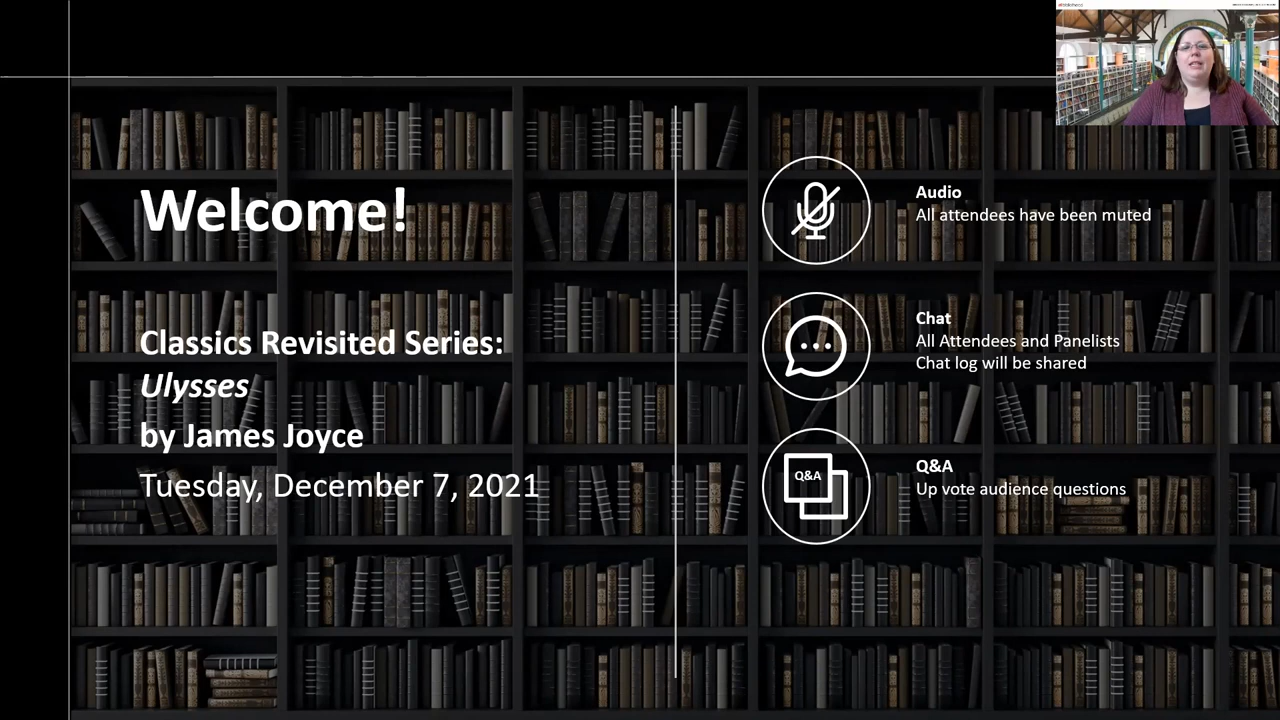 Welcome!
Classics Revisited Series:
Ulysses
by James Joyce
Tuesday, December 7, 2021
Audio
All attendees have been muted
Chat
All Attendees and Panelists
Chat log will be shared
Q&A
Q&A
Up vote audience questions